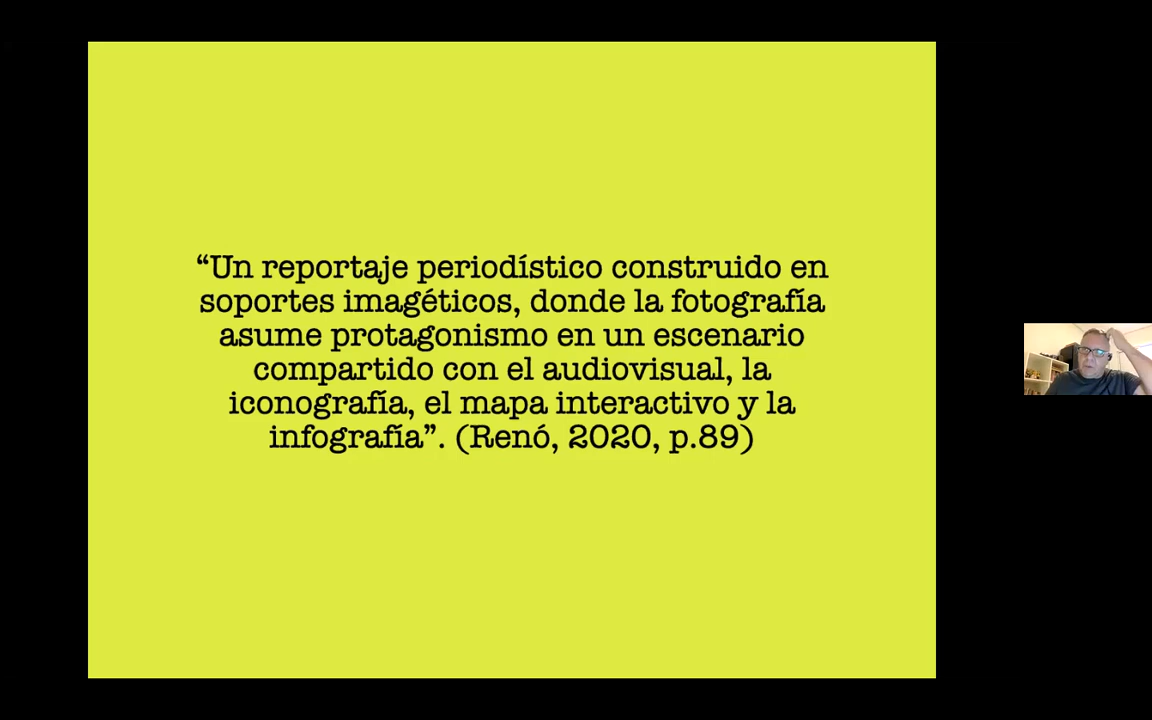 “Un reportaje periodístico construido en
soportes imagéticos, donde la fotografía
asume protagonismo en un escenario
compartido con el audiovisual, la
iconografía, el mapa interactivo y la
infografía”. (Renó, 2020, p.89)